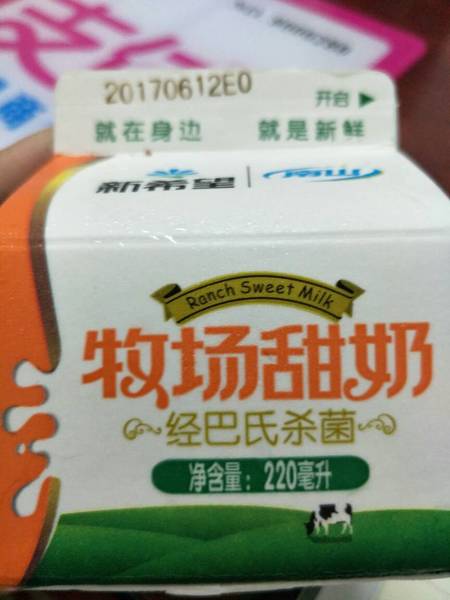 20170612E0
开启
就在身边 就是新鲜
新希望
Ranch Sweet Milk
牧场甜奶
经巴氏杀菌
净含量：220毫升